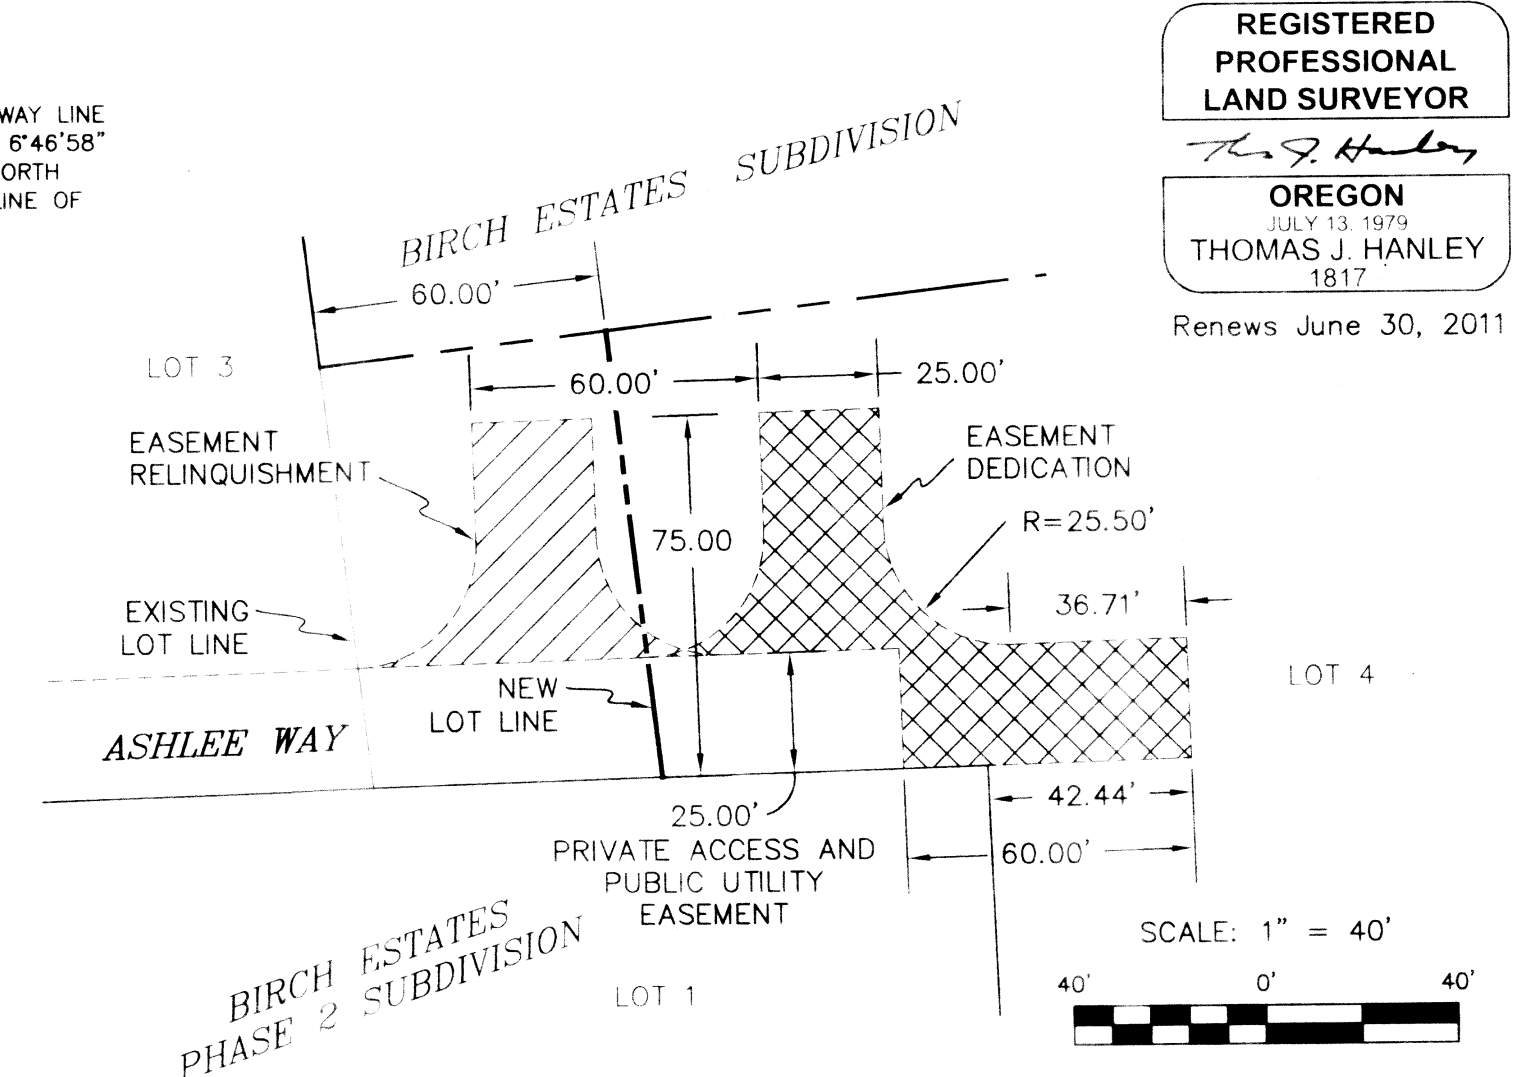 WAY LINE
6°46'58"
ORTH
INE OF
REGISTERED
PROFESSIONAL
LAND SURVEYOR
Thos J. Hanley
OREGON
JULY 13, 1979
THOMAS J. HANLEY
1817
Renews June 30, 2011
BIRCH ESTATES SUBDIVISION
60.00'
LOT 3
60.00'
25.00'
EASEMENT
RELINQUISHMENT
EASEMENT
DEDICATION
75.00
R=25.50'
36.71'
EXISTING
LOT LINE
NEW
LOT LINE
LOT 4
ASHLEE WAY
42.44'
25.00'
60.00'
PRIVATE ACCESS AND
PUBLIC UTILITY
EASEMENT
BIRCH ESTATES
PHASE 2 SUBDIVISION
LOT 1
SCALE: 1" = 40'
40' 0' 40'